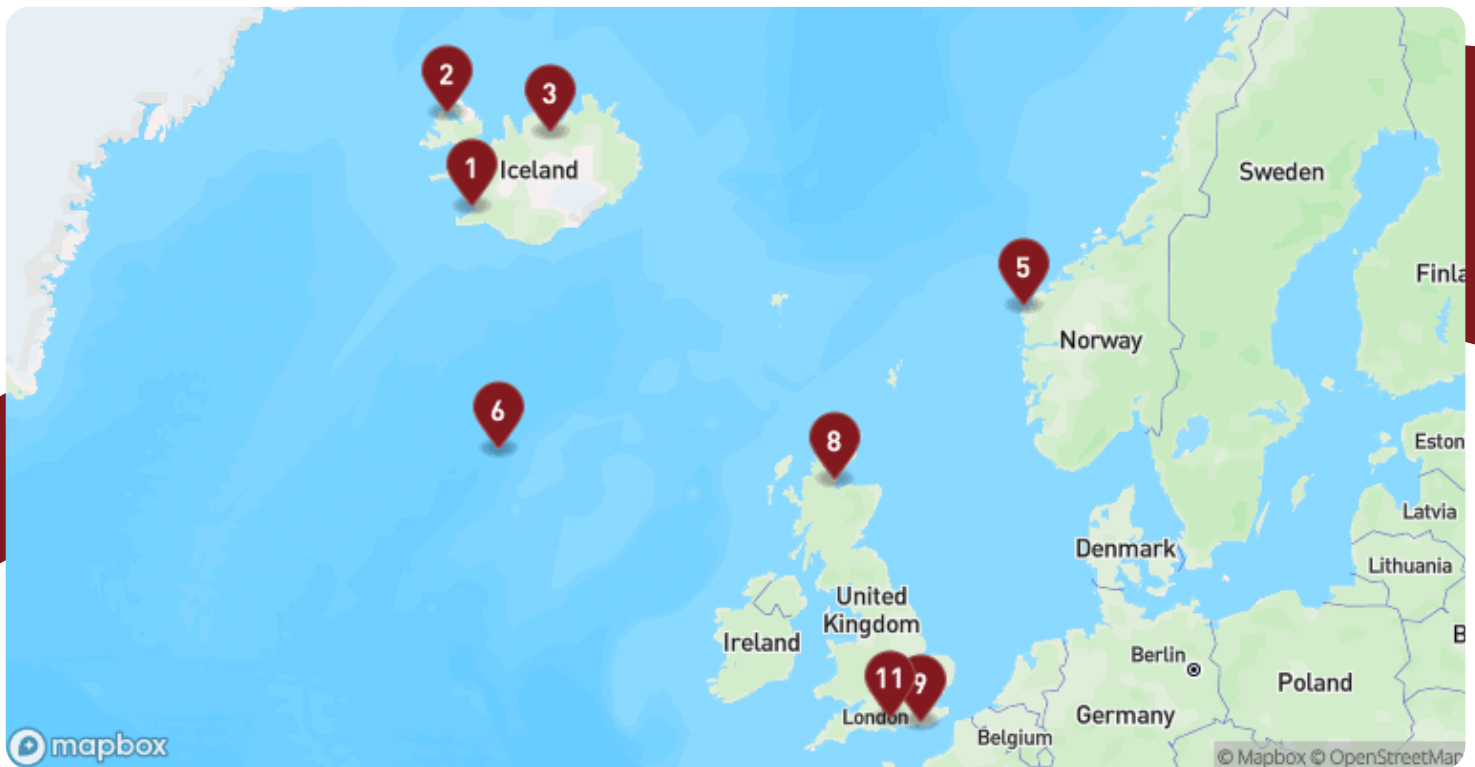 2
3
1
Iceland
Sweden
5
Finla
Norway
6
8
Eston
Latvia
Denmark
Lithuania
United
Kingdom
Ireland
B
Berlin
11
9
Poland
London
Germany
Belgium
mapbox
© Mapbox © OpenStreetMap